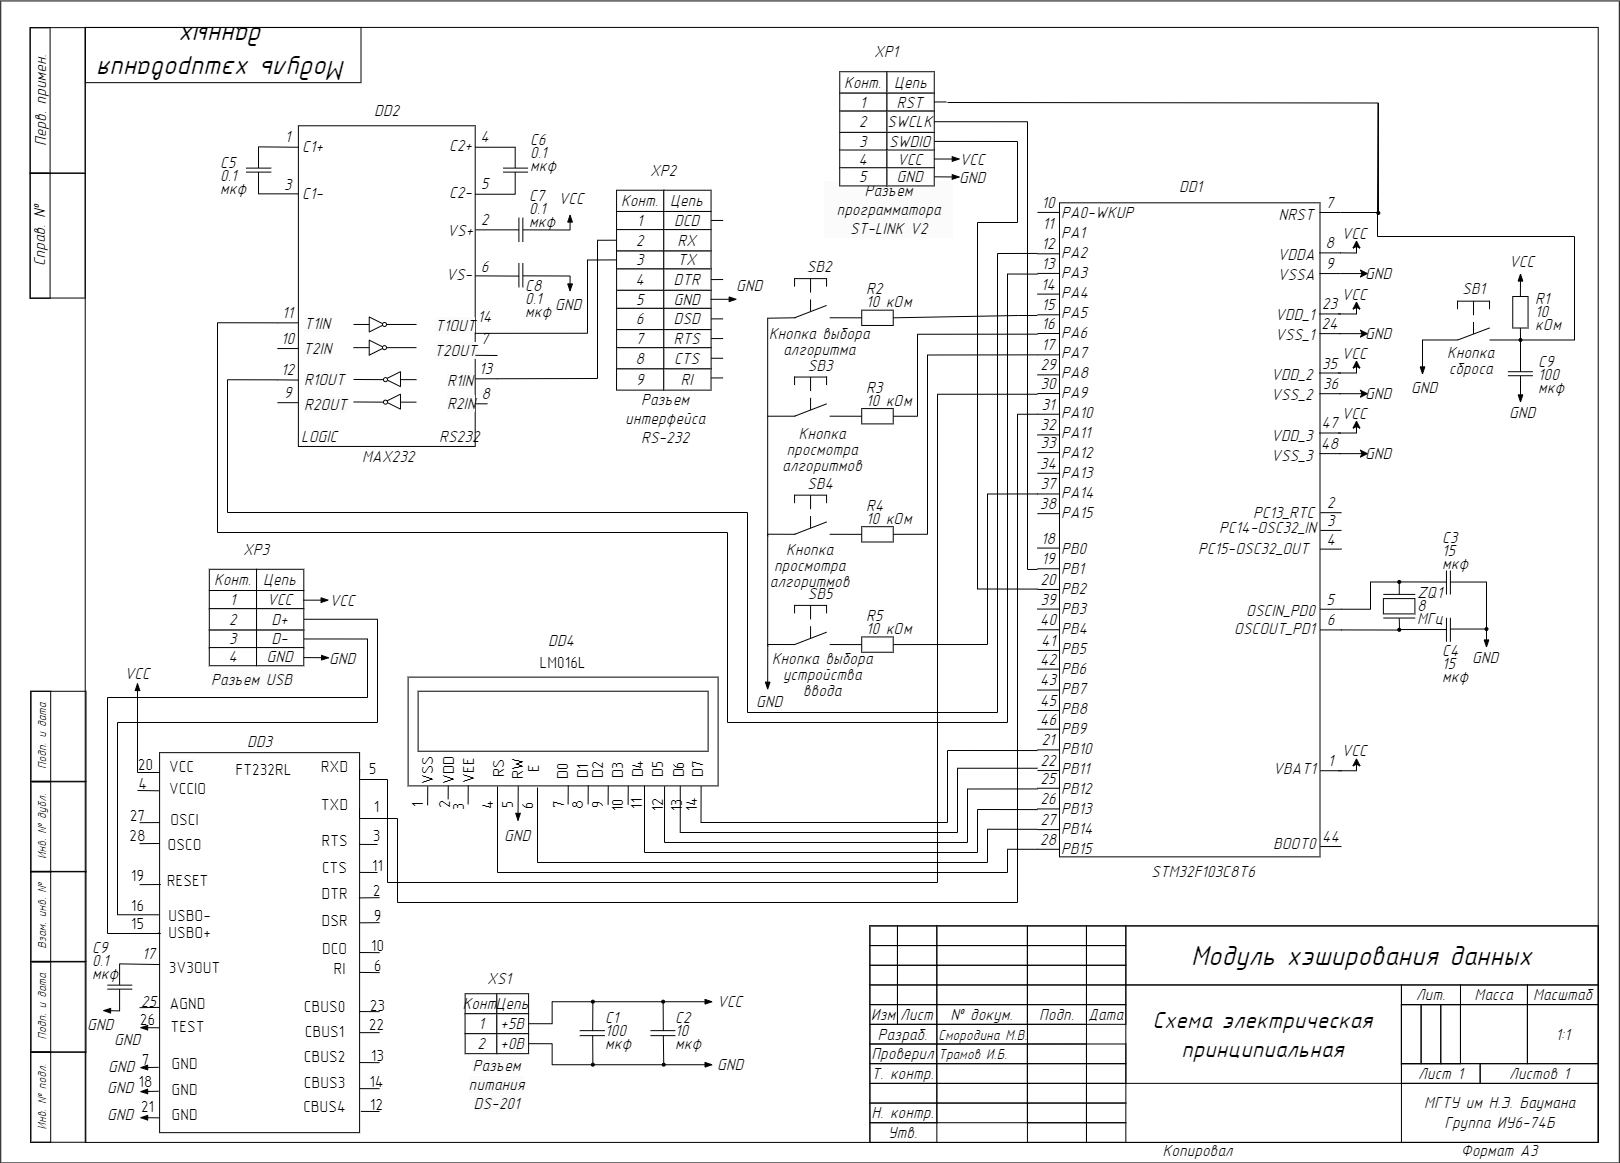 Модуль хэширования
данных
Перв. примен.
Справ. №
Подп. и дата
Инв. № дубл.
Взам. инв. №
Подп. и дата
Инв. № подл.
DD2
1
C1+
3
C1-
C5
0.1
мкф
4
C2+
5
C2-
C6
0.1
мкф
2
VS+
C7
0.1
мкф
VCC
6
VS-
C8
0.1
мкф
GND
11
T1IN
T1OUT
14
10
T2IN
T2OUT
7
12
R1OUT
R1IN
13
9
R2OUT
R2IN
8
LOGIC
RS232
MAX232
XP2
Конт. Цепь
1 DCD
2 RX
3 TX
4 DTR
5 GND
6 DSD
7 RTS
8 CTS
9 RI
GND
Разъем
интерфейса
RS-232
XP1
Конт. Цепь
1 RST
2 SWCLK
3 SWDIO
4 VCC
5 GND
VCC
GND
Разъем
программатора
ST-LINK V2
SB2
R2
10 кОм
Кнопка выбора
алгоритма
SB3
R3
10 кОм
Кнопка
просмотра
алгоритмов
SB4
R4
10 кОм
Кнопка
просмотра
алгоритмов
SB5
R5
10 кОм
Кнопка выбора
устройства
ввода
GND
DD1
10 PA0-WKUP
11 PA1
12 PA2
13 PA3
14 PA4
15 PA5
16 PA6
17 PA7
29 PA8
30 PA9
31 PA10
32 PA11
33 PA12
34 PA13
37 PA14
38 PA15
18 PB0
19 PB1
20 PB2
39 PB3
40 PB4
41 PB5
42 PB6
43 PB7
45 PB8
46 PB9
21 PB10
22 PB11
25 PB12
26 PB13
27 PB14
28 PB15
NRST 7
VDDA 8 VCC
VSSA 9 GND
VDD_1 23 VCC
VSS_1 24 GND
VDD_2 35 VCC
VSS_2 36 GND
VDD_3 47 VCC
VSS_3 48 GND
PC13_RTC 2
PC14-OSC32_IN 3
PC15-OSC32_OUT 4
OSCIN_PD0 5
OSCOUT_PD1 6
VBAT1 1 VCC
BOOT0 44
STM32F103C8T6
VCC
SB1
R1
10
кОм
Кнопка
сброса
GND
C9
100
мкф
GND
C3
15
мкф
ZQ1
8
МГц
C4
15
мкф
GND
XP3
Конт. Цепь
1 VCC
2 D+
3 D-
4 GND
VCC
GND
Разъем USB
VCC
DD3
FT232RL
20 VCC
4 VCCIO
27 OSCI
28 OSCO
19 RESET
16 USBO-
15 USBO+
17 3V3OUT
25 AGND
26 TEST
7 GND
18 GND
21 GND
RXD 5
TXD 1
RTS 3
CTS 11
DTR 2
DSR 9
DCO 10
RI 6
CBUS0 23
CBUS1 22
CBUS2 13
CBUS3 14
CBUS4 12
C9
0.1
мкф
GND
GND
GND
GND
GND
DD4
LM016L
VSS VDD VEE RS RW E D0 D1 D2 D3 D4 D5 D6 D7
1 2 3 4 5 6 7 8 9 10 11 12 13 14
GND
XS1
Конт Цепь
1 +5В
2 +0В
Разъем
питания
DS-201
C1
100
мкф
C2
10
мкф
VCC
GND
Модуль хэширования данных
Схема электрическая
принципиальная
Изм Лист № докум. Подп. Дата
Разраб. Смородина М.В.
Проверил Трамов И.Б.
Т. контр.
Н. контр.
Утв.
Лит. Масса Масштаб
1:1
Лист 1 Листов 1
МГТУ им Н.Э. Баумана
Группа ИУ6-74Б
Копировал Формат А3